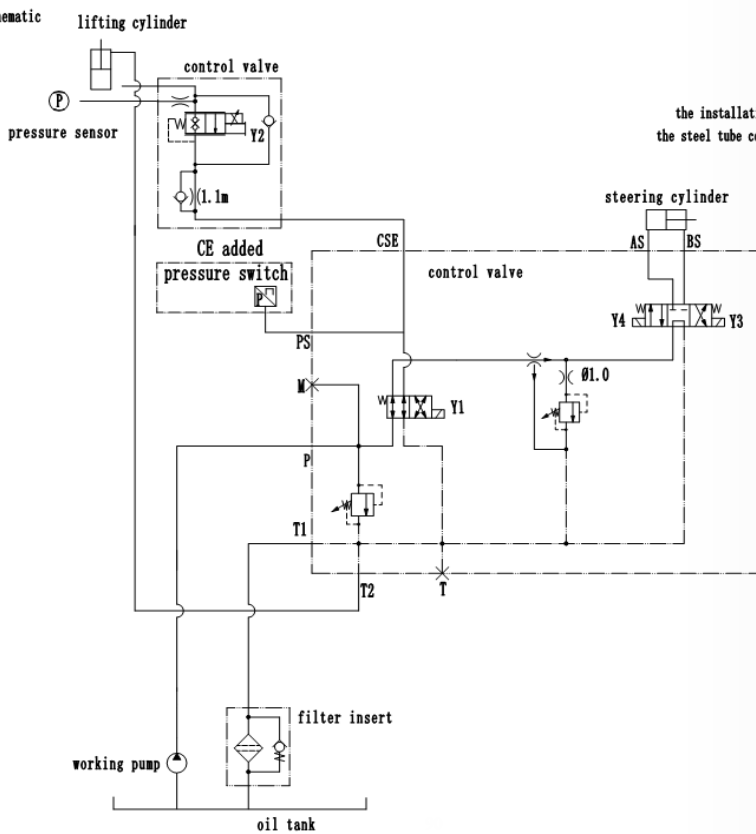 ematic
lifting cylinder
control valve
P
pressure sensor
Y2
1.1m
the installati
the steel tube co
steering cylinder
CSE
AS
BS
CE added
pressure switch
control valve
P
Y4
Y3
PS
M
Ø1.0
Y1
P
T1
T2
T
filter insert
working pump
oil tank